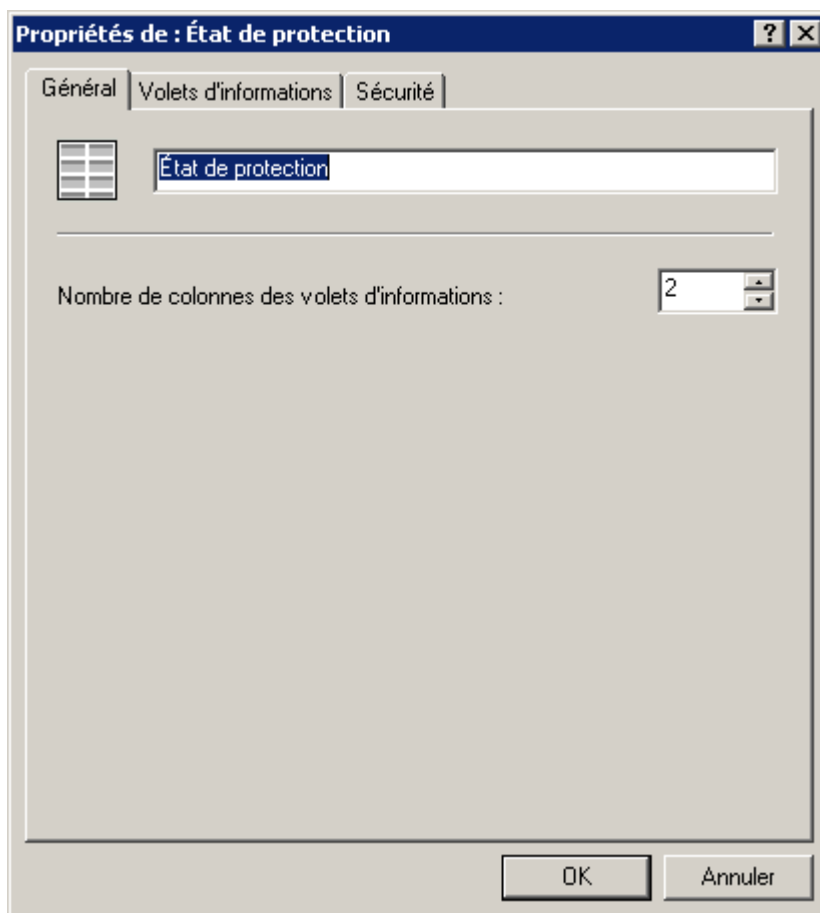 Propriétés de : État de protection
Général Volets d'informations Sécurité
État de protection
Nombre de colonnes des volets d'informations : 2
OK Annuler